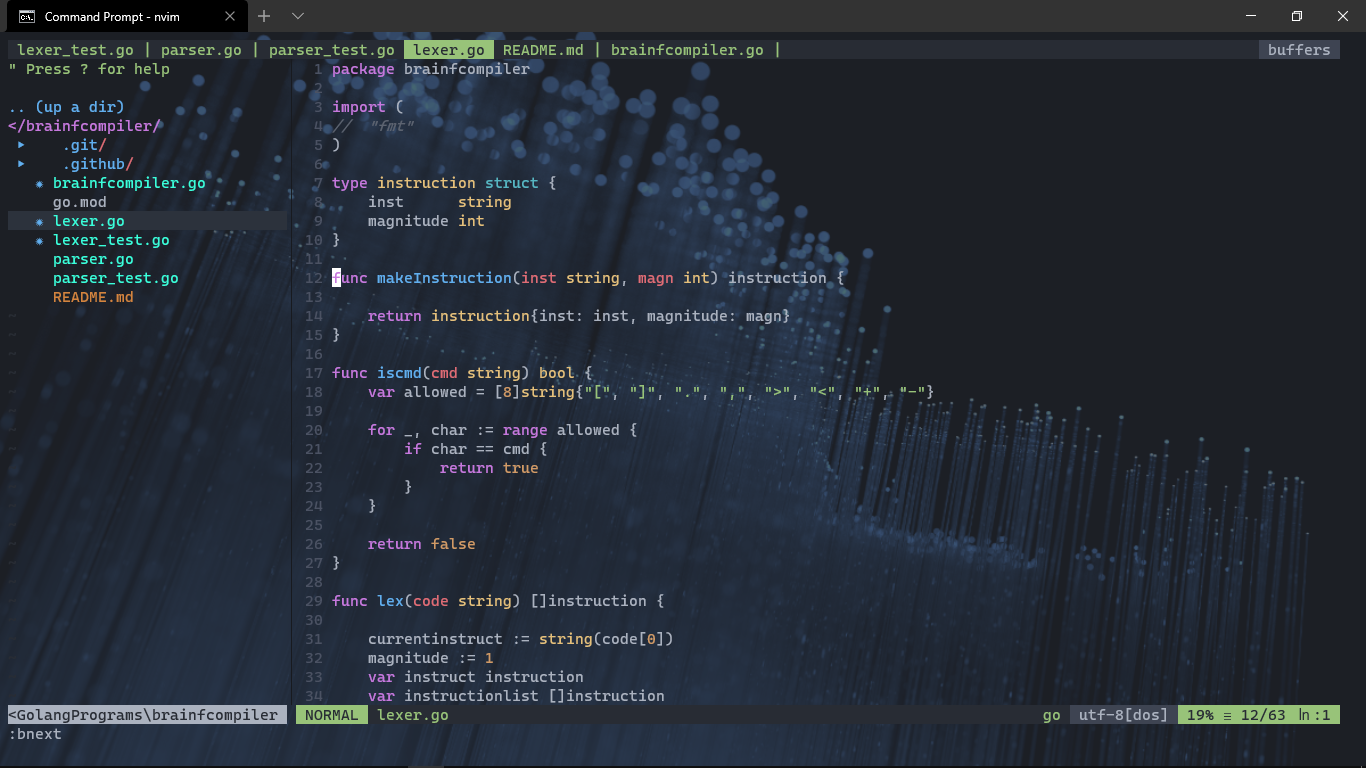 Command Prompt - nvim
lexer_test.go | parser.go | parser_test.go lexer.go README.md | brainfcompiler.go | buffers
" Press ? for help
.. (up a dir)
</brainfcompiler/
.git/
.github/
brainfcompiler.go
go.mod
lexer.go
lexer_test.go
parser.go
parser_test.go
README.md
1 package brainfcompiler
2
3 import (
4 //  "fmt"
5 )
6
7 type instruction struct {
8     inst      string
9     magnitude int
10 }
11
12 func makeInstruction(inst string, magn int) instruction {
13
14     return instruction{inst: inst, magnitude: magn}
15 }
16
17 func iscmd(cmd string) bool {
18     var allowed = [8]string{"[", "]", ".", ",", ">", "<", "+", "-"}
19
20     for _, char := range allowed {
21         if char == cmd {
22             return true
23         }
24     }
25
26     return false
27 }
28
29 func lex(code string) []instruction {
30
31     currentinstruct := string(code[0])
32     magnitude := 1
33     var instruct instruction
34     var instructionlist []instruction
<GolangPrograms\brainfcompiler NORMAL lexer.go go utf-8[dos] 19% ≡ 12/63 ln :1
:bnext